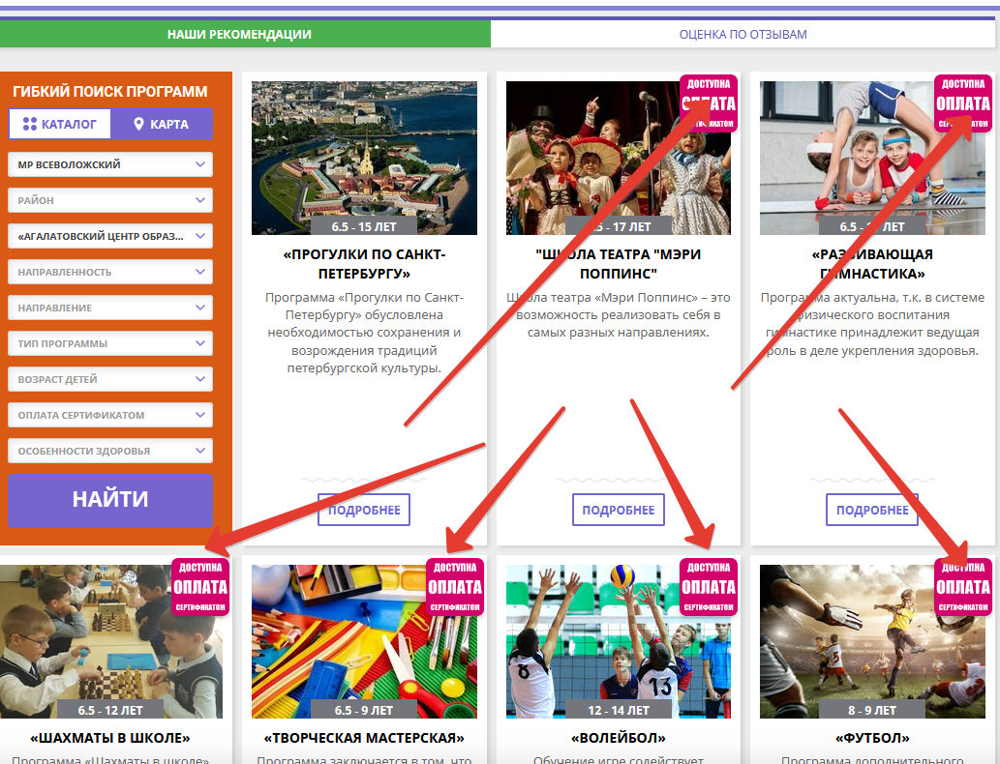 НАШИ РЕКОМЕНДАЦИИ
ОЦЕНКА ПО ОТЗЫВАМ
ГИБКИЙ ПОИСК ПРОГРАММ
КАТАЛОГ
КАРТА
МР ВСЕВОЛОЖСКИЙ
РАЙОН
«АГАЛАТОВСКИЙ ЦЕНТР ОБРАЗ...
НАПРАВЛЕННОСТЬ
НАПРАВЛЕНИЕ
ТИП ПРОГРАММЫ
ВОЗРАСТ ДЕТЕЙ
ОПЛАТА СЕРТИФИКАТОМ
ОСОБЕННОСТИ ЗДОРОВЬЯ
НАЙТИ
6.5 - 15 ЛЕТ
«ПРОГУЛКИ ПО САНКТ-
ПЕТЕРБУРГУ»
Программа «Прогулки по Санкт-
Петербургу» обусловлена
необходимостью сохранения и
возрождения традиций
петербургской культуры.
ПОДРОБНЕЕ
ДОСТУПНА
ОПЛАТА
СЕРТИФИКАТОМ
- 17 ЛЕТ
"ШКОЛА ТЕАТРА "МЭРИ
ПОППИНС"
Школа театра «Мэри Поппинс» – это
возможность реализовать себя в
самых разных направлениях.
ПОДРОБНЕЕ
ДОСТУПНА
ОПЛАТА
СЕРТИФИКАТОМ
6.5 - ЛЕТ
«РАЗВИВАЮЩАЯ
ГИМНАСТИКА»
Программа актуальна, т.к. в системе
физического воспитания
гимнастике принадлежит ведущая
роль в деле укрепления здоровья.
ПОДРОБНЕЕ
ДОСТУПНА
ОПЛАТА
СЕРТИФИКАТОМ
6.5 - 12 ЛЕТ
«ШАХМАТЫ В ШКОЛЕ»
Программа «Шахматы в школе»
ДОСТУПНА
ОПЛАТА
СЕРТИФИКАТОМ
6.5 - 9 ЛЕТ
«ТВОРЧЕСКАЯ МАСТЕРСКАЯ»
Программа заключается в том, что
ДОСТУПНА
ОПЛАТА
СЕРТИФИКАТОМ
8
13
12 - 14 ЛЕТ
«ВОЛЕЙБОЛ»
Обучение игре содействует
ДОСТУПНА
ОПЛАТА
СЕРТИФИКАТОМ
8 - 9 ЛЕТ
«ФУТБОЛ»
Программа дополнительного